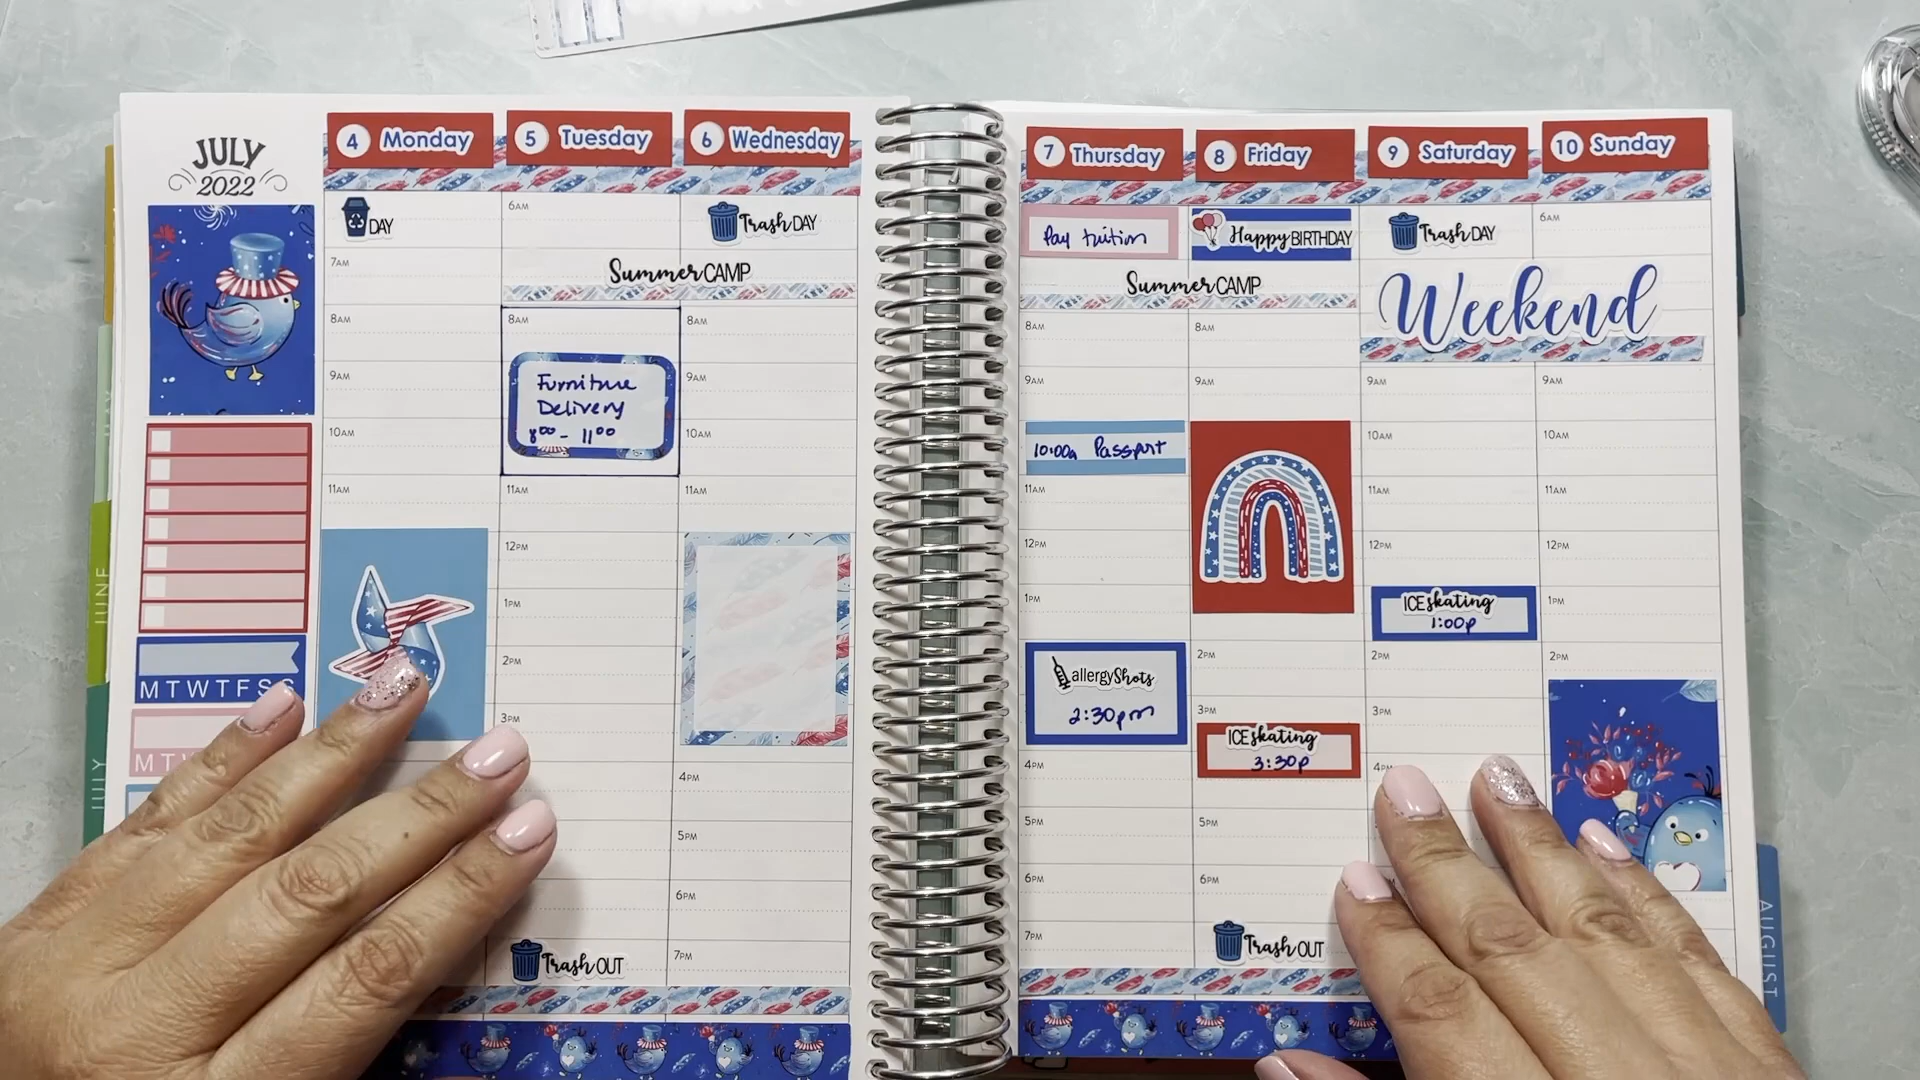 JULY
2022
4 Monday
5 Tuesday
6 Wednesday
7 Thursday
8 Friday
9 Saturday
10 Sunday
DAY
6AM
Trash DAY
Pay tuition
Happy BIRTHDAY
Trash DAY
6AM
7AM
Summer CAMP
Summer CAMP
Weekend
8AM
8AM
8AM
8AM
8AM
Furniture
Delivery
8:00 - 11:00
9AM
9AM
9AM
9AM
9AM
9AM
10AM
10AM
10:00a Passport
10AM
10AM
11AM
11AM
11AM
11AM
11AM
11AM
12PM
12PM
12PM
12PM
1PM
1PM
ICE skating
1:00p
1PM
2PM
allergy Shots
2:30pm
2PM
2PM
2PM
MTWTFSS
3PM
3PM
3PM
ICE skating
3:30p
MTW
4PM
4PM
4PM
5PM
5PM
5PM
6PM
6PM
6PM
7PM
7PM
Trash OUT
Trash OUT
JUNE
JULY
AUGUST